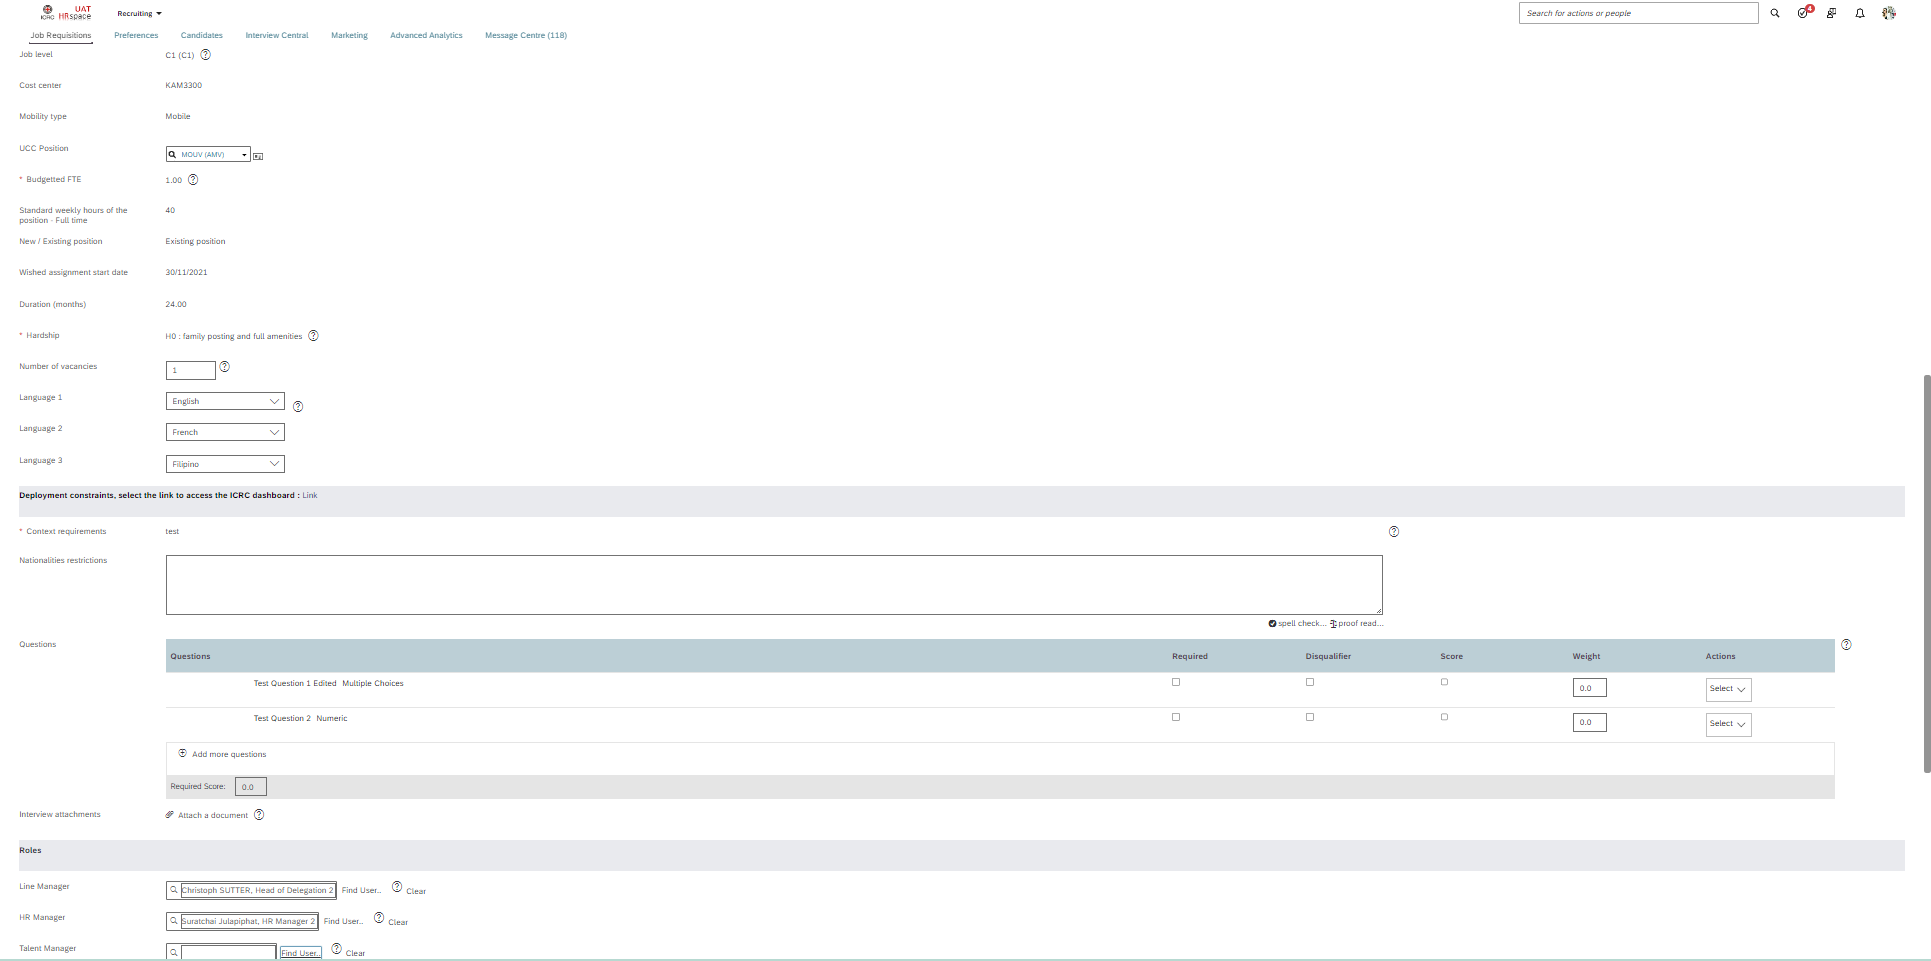 ICRC
UAT
HRspace
Recruiting
Search for actions or people
4
Job Requisitions
Preferences
Candidates
Interview Central
Marketing
Advanced Analytics
Message Centre (118)
Job level
C1 (C1)
Cost center
KAM3300
Mobility type
Mobile
UCC Position
MOUV (AMV)
* Budgetted FTE
1.00
Standard weekly hours of the
position - Full time
40
New / Existing position
Existing position
Wished assignment start date
30/11/2021
Duration (months)
24.00
* Hardship
H0 : family posting and full amenities
Number of vacancies
1
Language 1
English
Language 2
French
Language 3
Filipino
Deployment constraints, select the link to access the ICRC dashboard : Link
* Context requirements
test
Nationalities restrictions
spell check... proof read...
Questions
Questions Required Disqualifier Score Weight Actions
Test Question 1 Edited Multiple Choices
0.0
Select
Test Question 2 Numeric
0.0
Select
Add more questions
Required Score: 0.0
Interview attachments
Attach a document
Roles
Line Manager
Christoph SUTTER, Head of Delegation 2
Find User..
Clear
HR Manager
Suratchai Julapiphat, HR Manager 2
Find User..
Clear
Talent Manager
Find User..
Clear